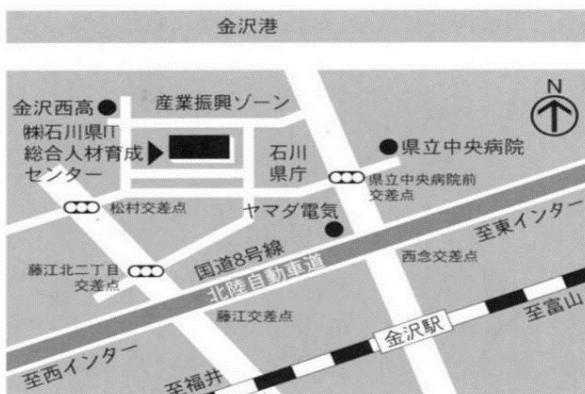 金沢港
N
金沢西高
産業振興ゾーン
㈱石川県IT
総合人材育成
センター
石川
県庁
県立中央病院
県立中央病院前
交差点
松村交差点
ヤマダ電気
至東インター
藤江北二丁目
交差点
国道8号線
北陸自動車道
西念交差点
藤江交差点
至西インター
金沢駅
至富山
至福井